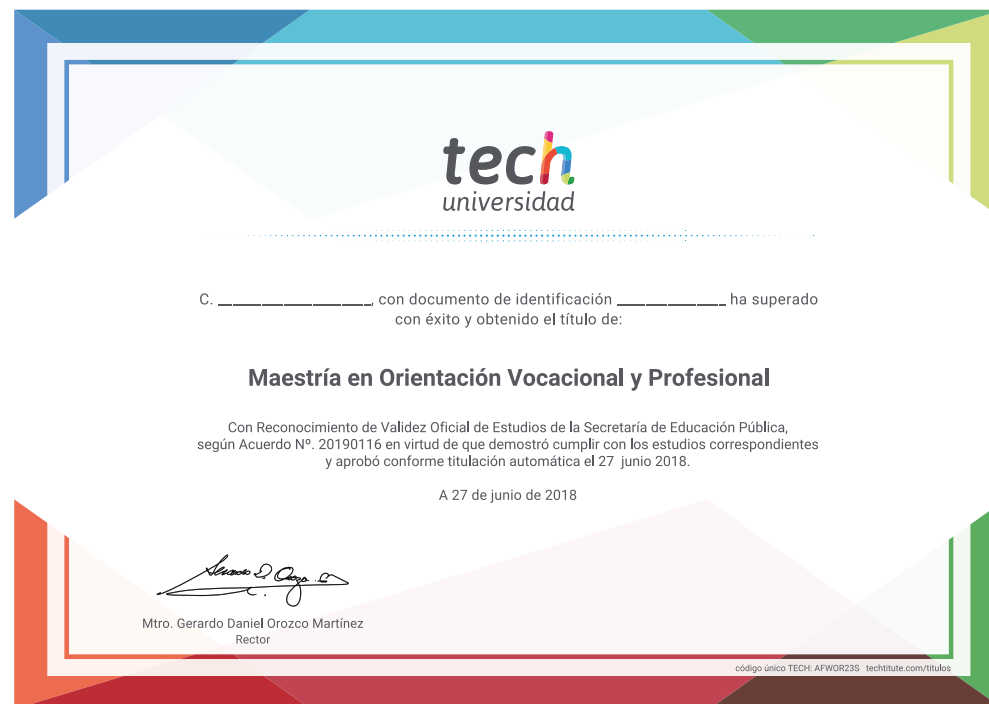 tech
universidad
C. __________________, con documento de identificación _____________ ha superado
con éxito y obtenido el título de:
Maestría en Orientación Vocacional y Profesional
Con Reconocimiento de Validez Oficial de Estudios de la Secretaría de Educación Pública,
según Acuerdo Nº. 20190116 en virtud de que demostró cumplir con los estudios correspondientes
y aprobó conforme titulación automática el 27 junio 2018.
A 27 de junio de 2018
Mtro. Gerardo Daniel Orozco Martínez
Rector
código único TECH: AFWOR23S techtitute.com/titulos